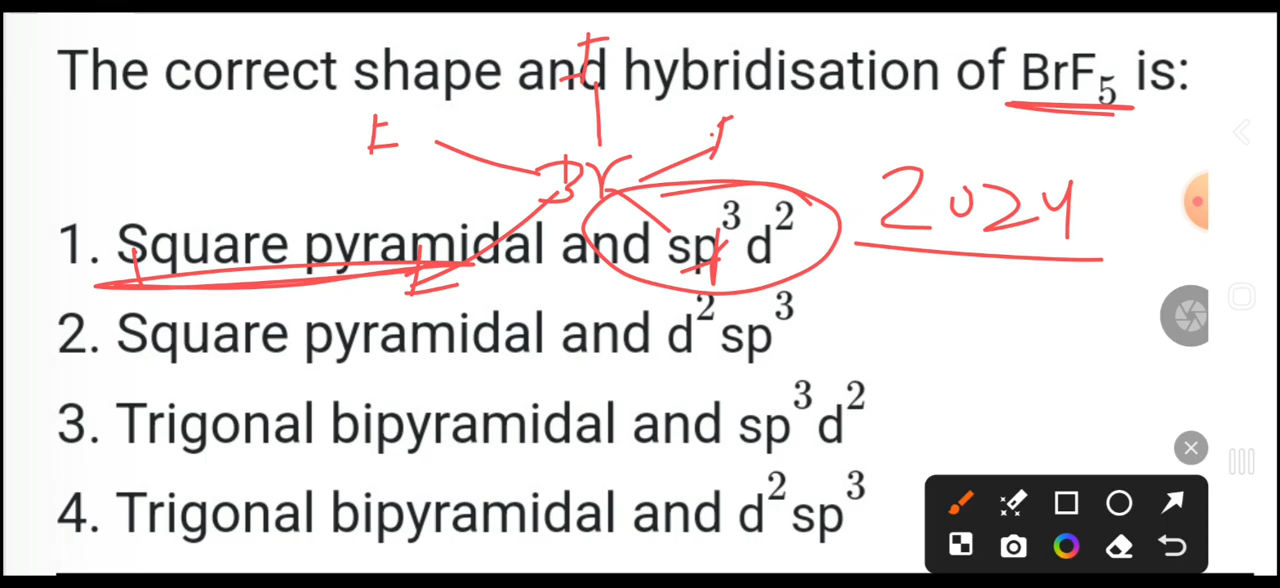 The correct shape and hybridisation of BrF₅ is:
Br
2024
1. Square pyramidal and sp³d²
2. Square pyramidal and d²sp³
3. Trigonal bipyramidal and sp³d²
4. Trigonal bipyramidal and d²sp³